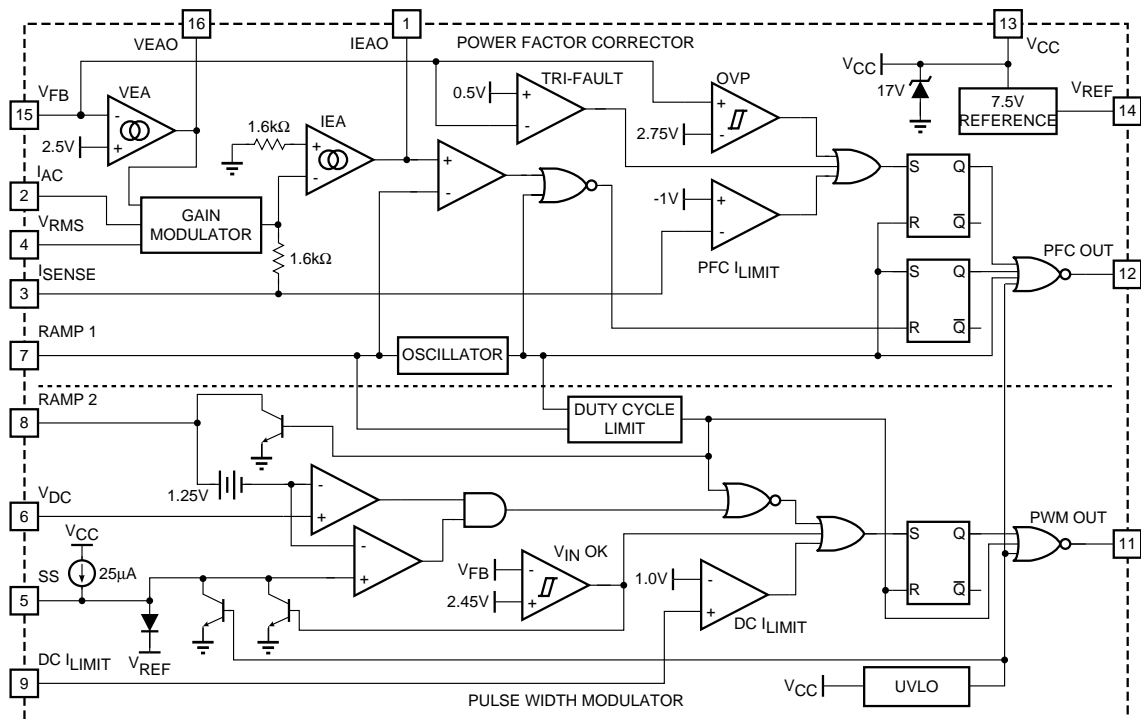 16
1
13
VEAO
IEAO
POWER FACTOR CORRECTOR
VCC
VFB
VEA
0.5V
TRI-FAULT
OVP
VCC
17V
7.5V
REFERENCE
VREF
14
15
-
+
2.5V
1.6kΩ
IEA
+
-
+
-
+
-
2.75V
+
-
S
Q
R
Q
IAC
2
VRMS
4
GAIN
MODULATOR
1.6kΩ
-1V
+
-
PFC ILIMIT
S
Q
R
Q
PFC OUT
12
ISENSE
3
RAMP 1
7
OSCILLATOR
RAMP 2
8
DUTY CYCLE
LIMIT
1.25V
VDC
6
-
+
-
+
VCC
25μA
SS
5
VREF
VIN OK
VFB
2.45V
-
+
1.0V
-
+
DC ILIMIT
S
Q
R
Q
PWM OUT
11
DC ILIMIT
9
PULSE WIDTH MODULATOR
VCC
UVLO